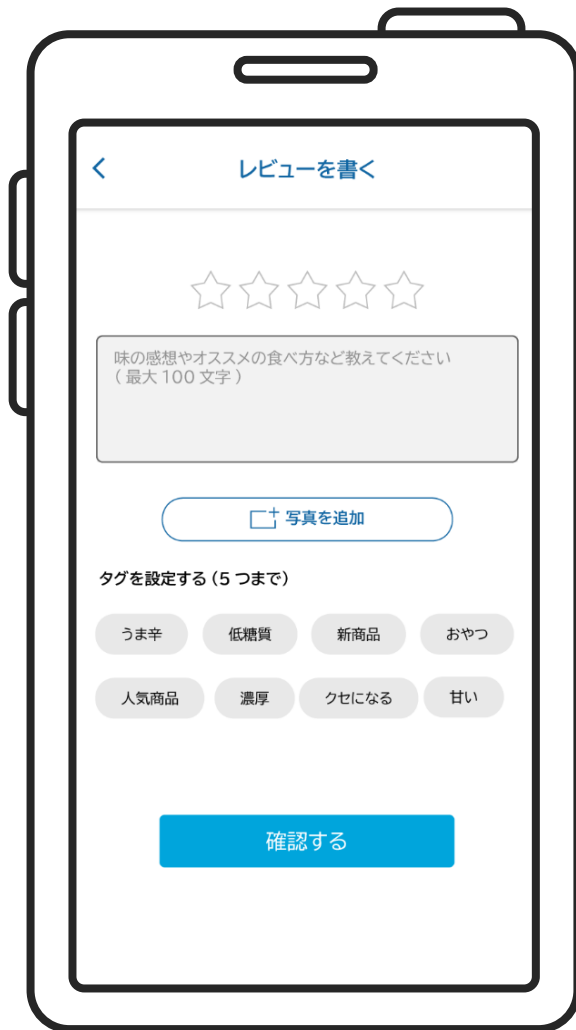 レビューを書く
味の感想やオススメの食べ方など教えてください
(最大100文字)
写真を追加
タグを設定する(5つまで)
うま辛 低糖質 新商品 おやつ
人気商品 濃厚 クセになる 甘い
確認する